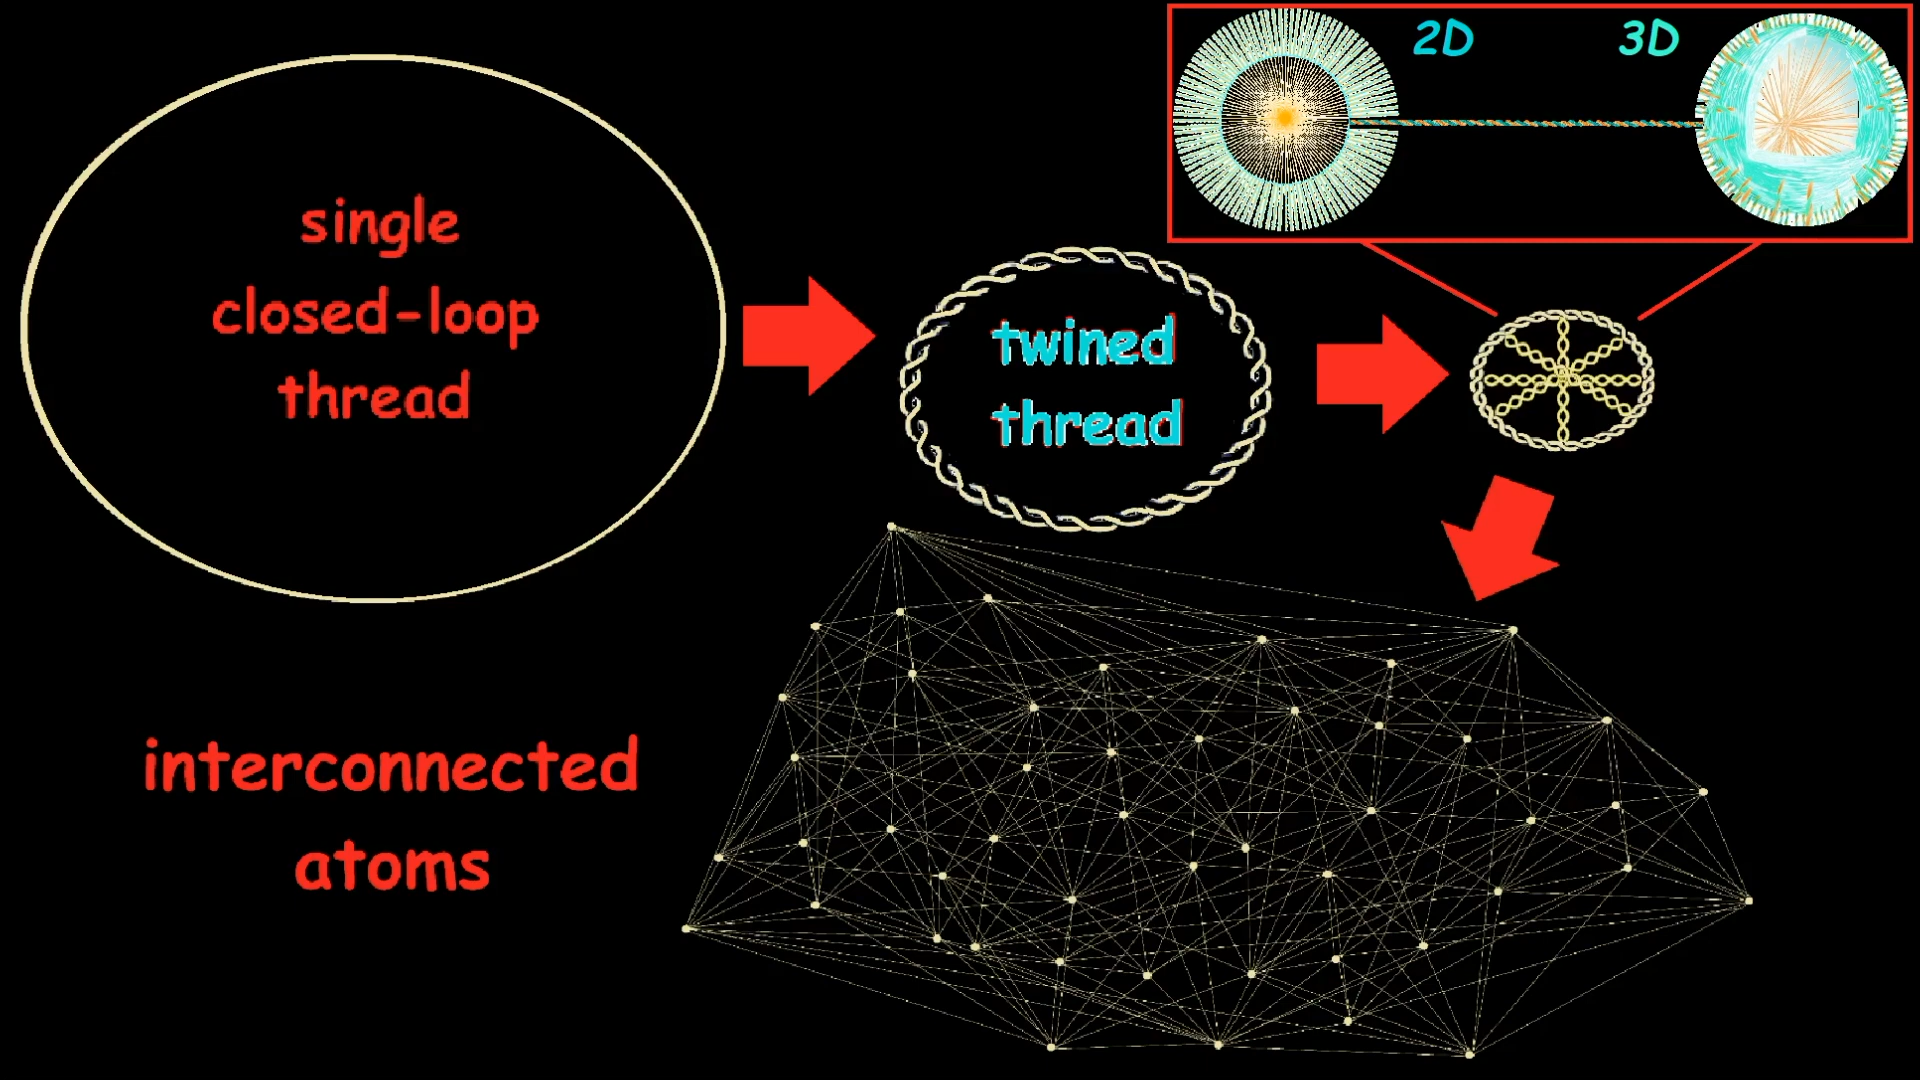 single
closed-loop
thread
twined
thread
2D
3D
interconnected
atoms